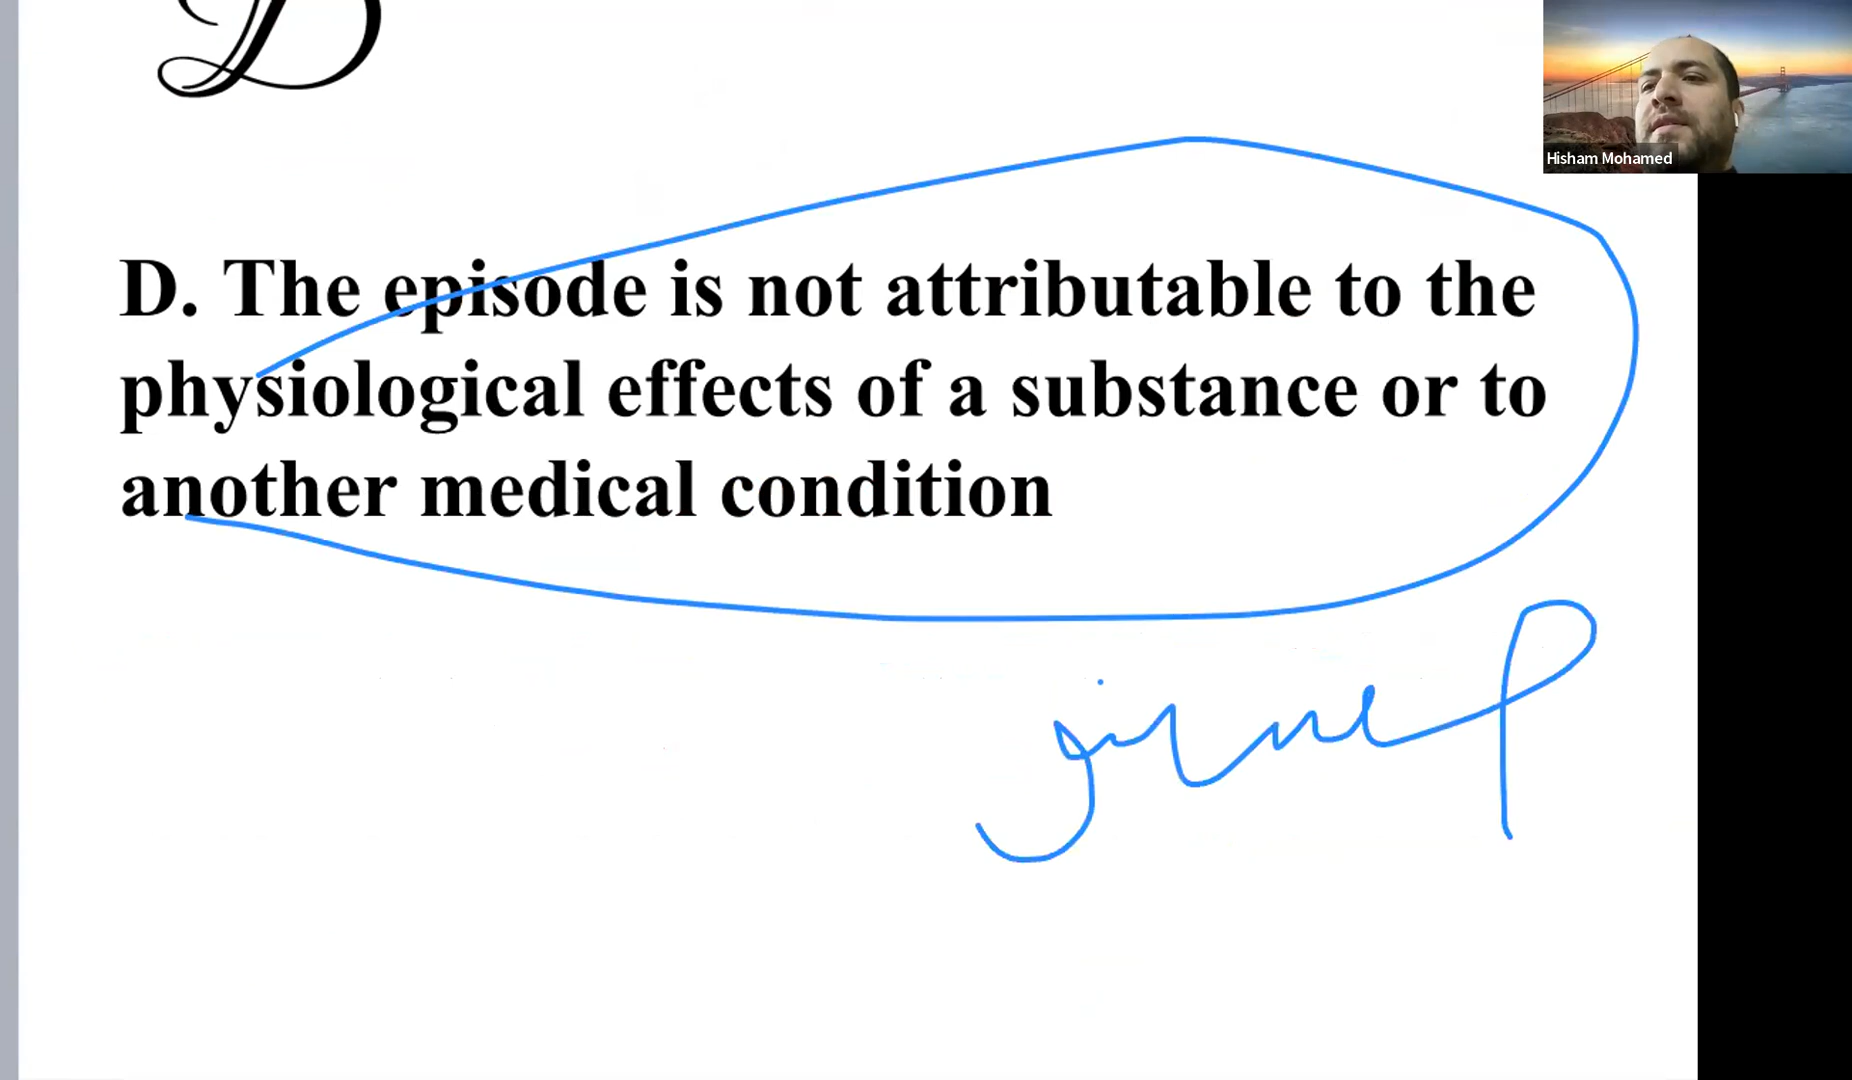 D
Hisham Mohamed
D. The episode is not attributable to the
physiological effects of a substance or to
another medical condition